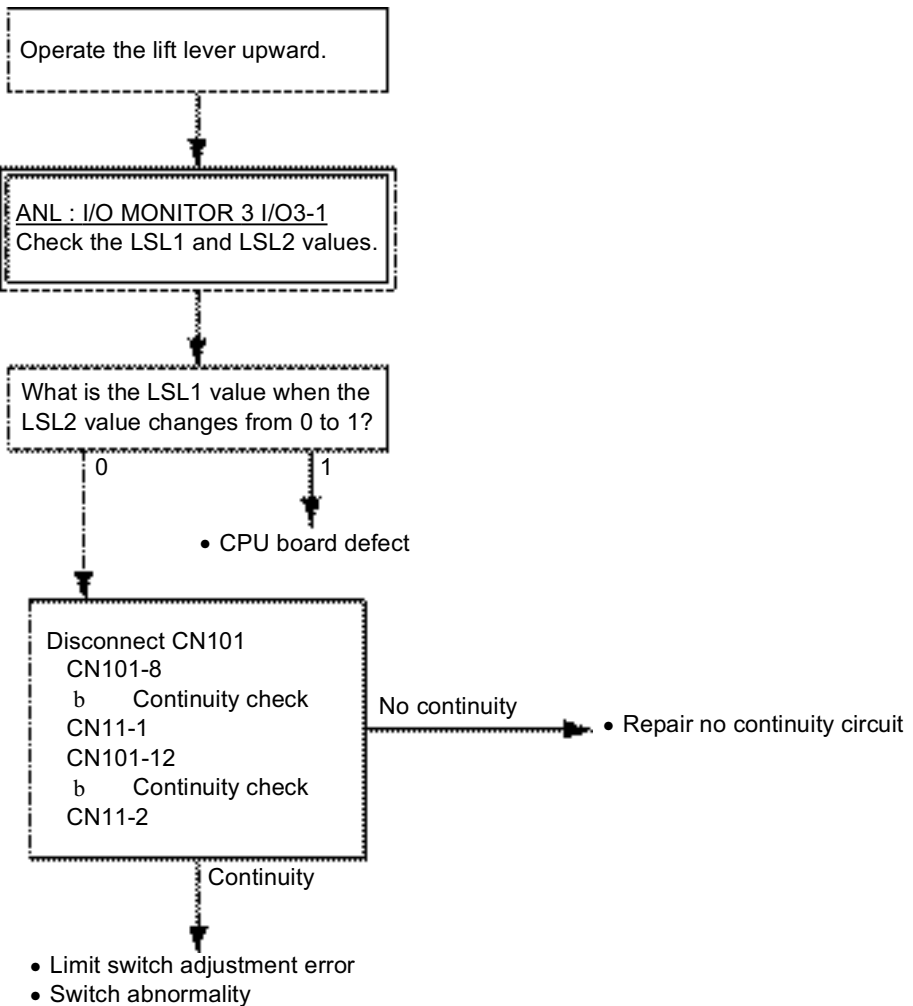 Operate the lift lever upward.
ANL : I/O MONITOR 3 I/O3-1
Check the LSL1 and LSL2 values.
What is the LSL1 value when the
LSL2 value changes from 0 to 1?
0
1
• CPU board defect
Disconnect CN101
CN101-8
b Continuity check
CN11-1
CN101-12
b Continuity check
CN11-2
No continuity
• Repair no continuity circuit
Continuity
• Limit switch adjustment error
• Switch abnormality